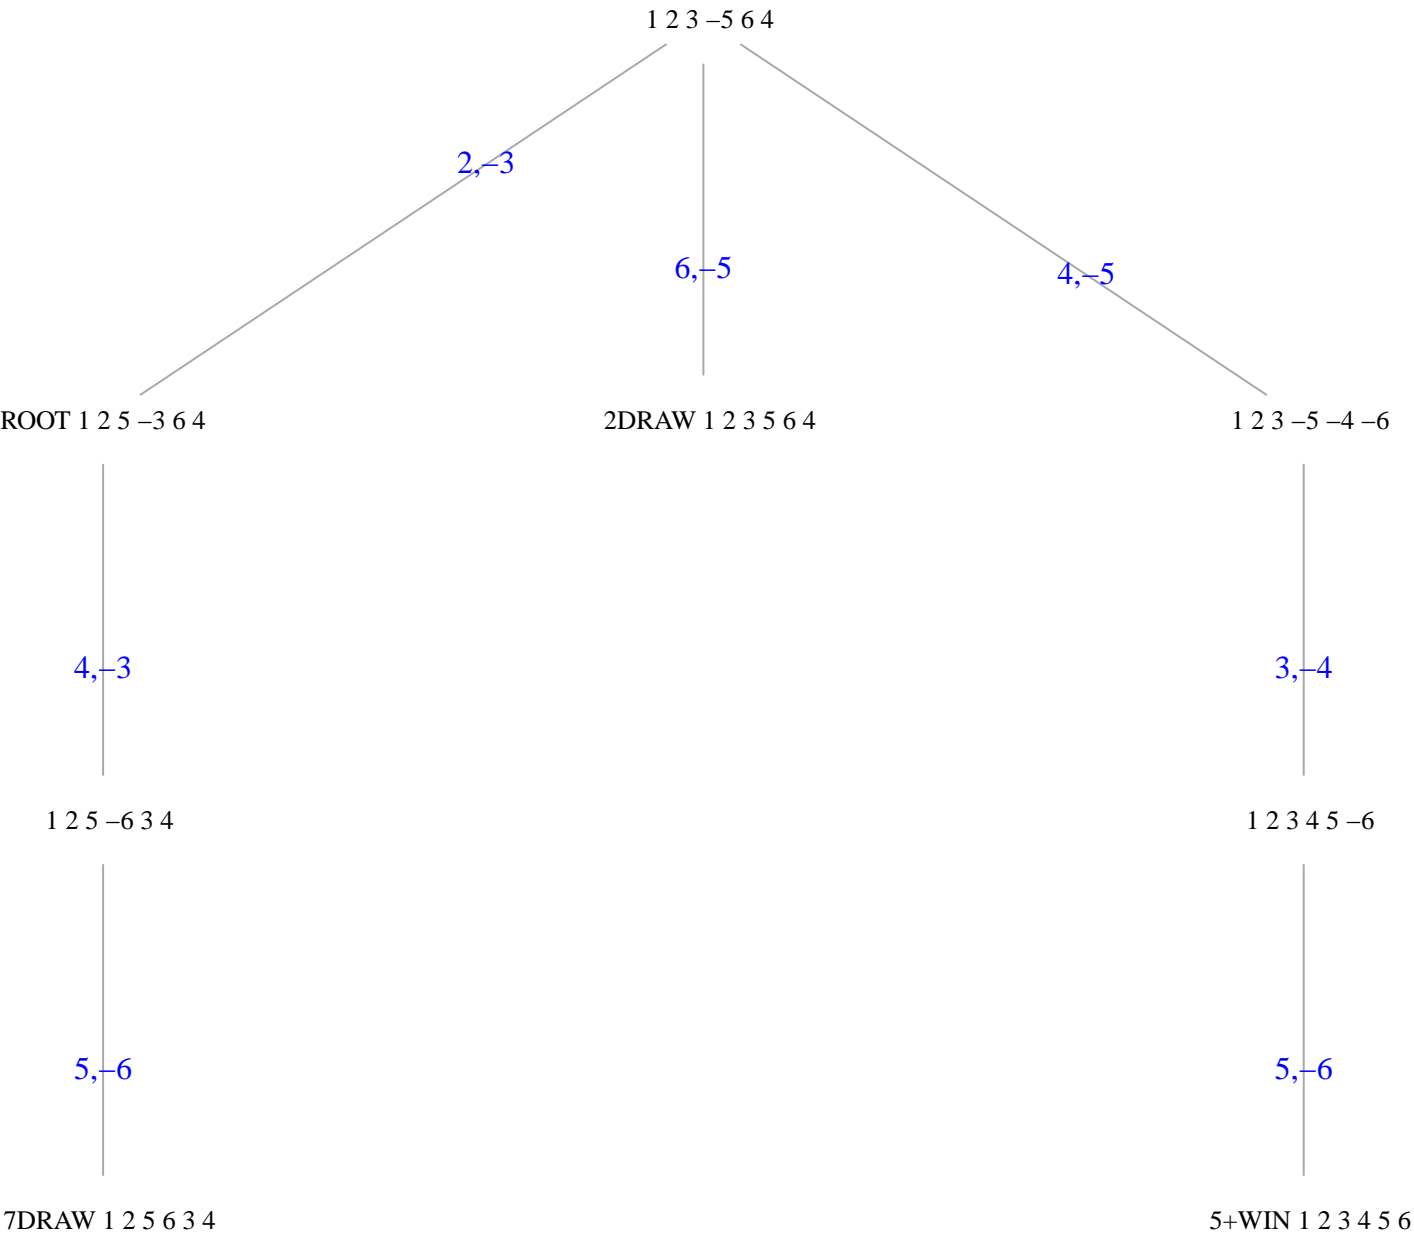 1 2 3 –5 6 4
2,–3
6,–5
4,–5
ROOT 1 2 5 –3 6 4
2DRAW 1 2 3 5 6 4
1 2 3 –5 –4 –6
4,–3
3,–4
1 2 5 –6 3 4
1 2 3 4 5 –6
5,–6
5,–6
7DRAW 1 2 5 6 3 4
5+WIN 1 2 3 4 5 6